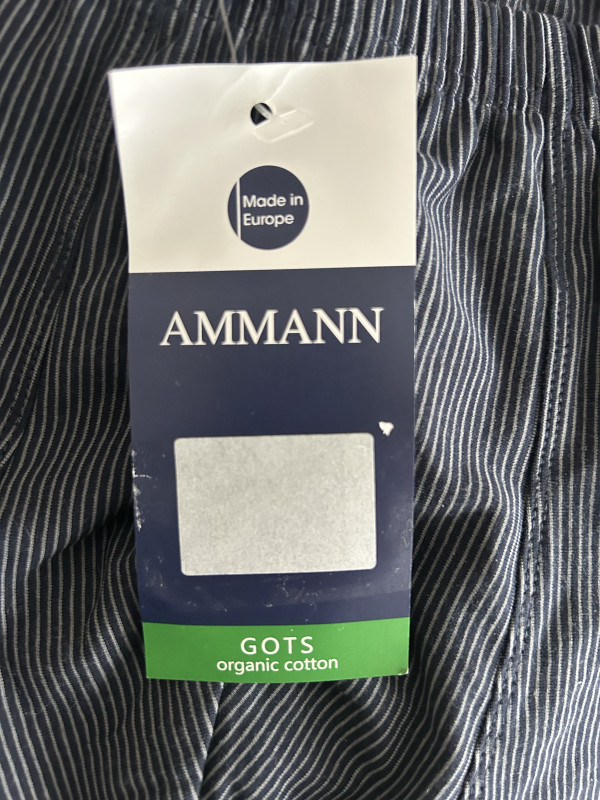 Made in
Europe
AMMANN
GOTS
organic cotton